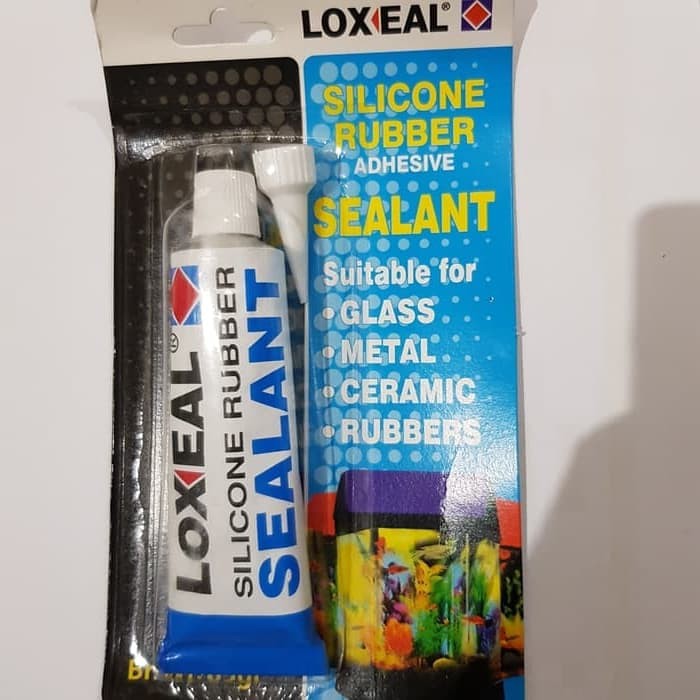 LOXEAL®
SILICONE
RUBBER
ADHESIVE
SEALANT
Suitable for
• GLASS
• METAL
• CERAMIC
• RUBBERS
LOXEAL®
SILICONE RUBBER
SEALANT